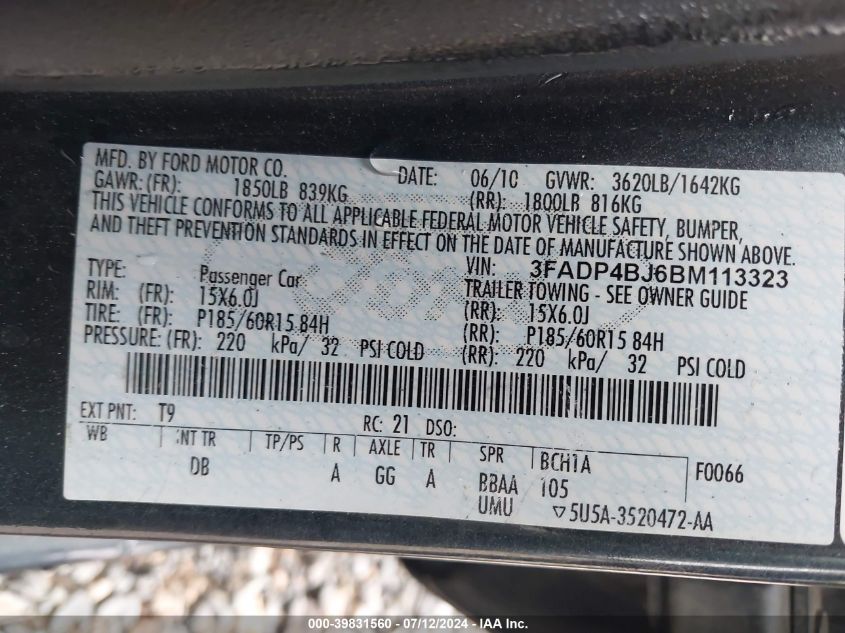 MFD. BY FORD MOTOR CO.
DATE: 06/10 GVWR: 3620LB/1642KG
GAWR: (FR): 1850LB 839KG (RR): 1800LB 816KG
THIS VEHICLE CONFORMS TO ALL APPLICABLE FEDERAL MOTOR VEHICLE SAFETY, BUMPER,
AND THEFT PREVENTION STANDARDS IN EFFECT ON THE DATE OF MANUFACTURE SHOWN ABOVE.
VIN: 3FADP4BJ6BM113323
TYPE: Passenger Car TRAILER TOWING - SEE OWNER GUIDE
RIM: (FR): 15X6.0J (RR): 15X6.0J
TIRE: (FR): P185/60R15 84H (RR): P185/60R15 84H
PRESSURE: (FR): 220 kPa/ 32 PSI COLD (RR): 220 kPa/ 32 PSI COLD
EXT PNT: T9 RC: 21 DSO:
WB INT TR TP/PS R AXLE TR SPR BCH1A F0066
DB A GG A BBAA 105
UMU 5U5A-3520472-AA
000-39831560 - 07/12/2024 - IAAI.COM